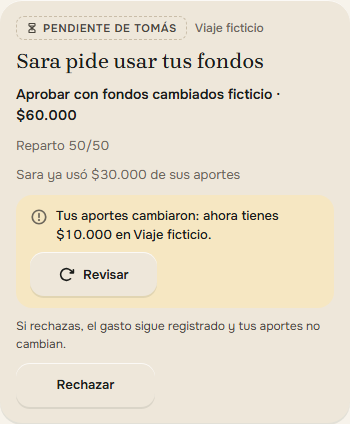 PENDIENTE DE TOMÁS Viaje ficticio
Sara pide usar tus fondos
Aprobar con fondos cambiados ficticio ·
$60.000
Reparto 50/50
Sara ya usó $30.000 de sus aportes
Tus aportes cambiaron: ahora tienes
$10.000 en Viaje ficticio.
Revisar
Si rechazas, el gasto sigue registrado y tus aportes no
cambian.
Rechazar